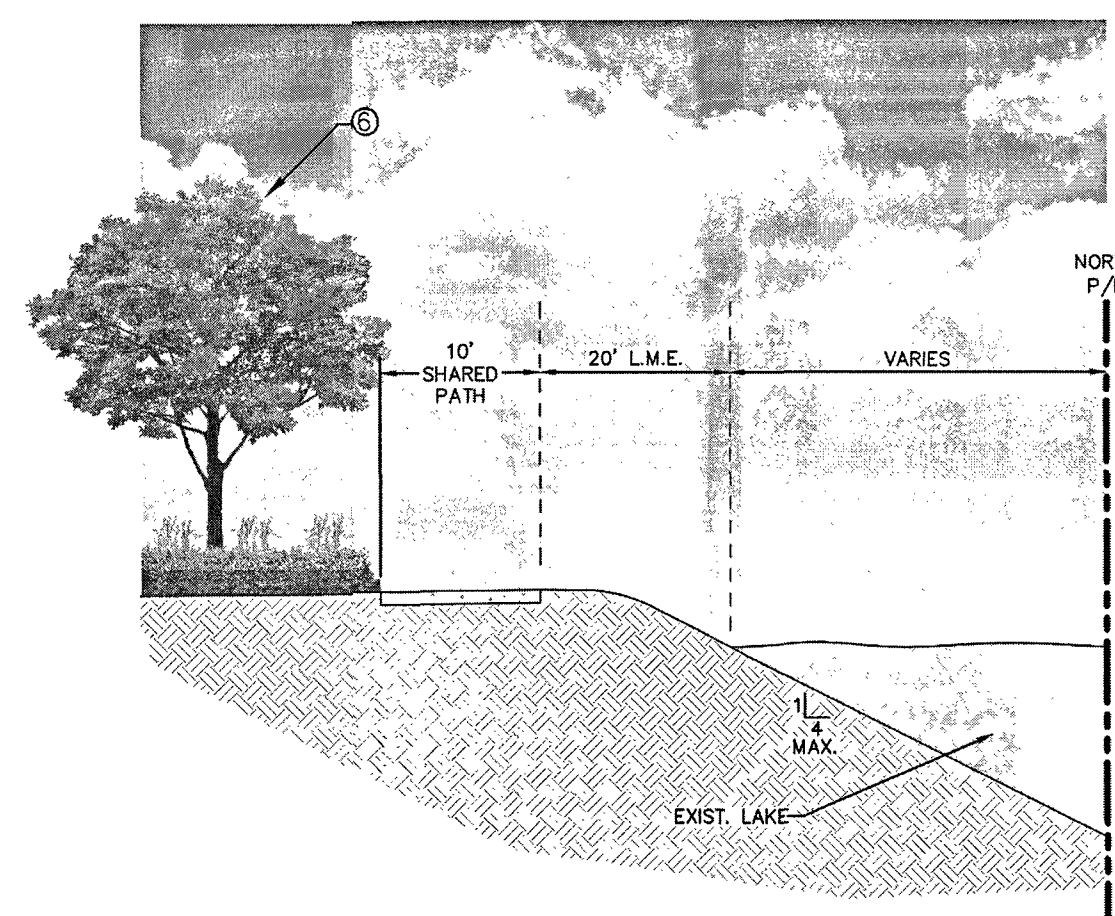 ⑥
NOR
P/
10'
SHARED
PATH
20' L.M.E.
VARIES
1
4
MAX.
EXIST. LAKE